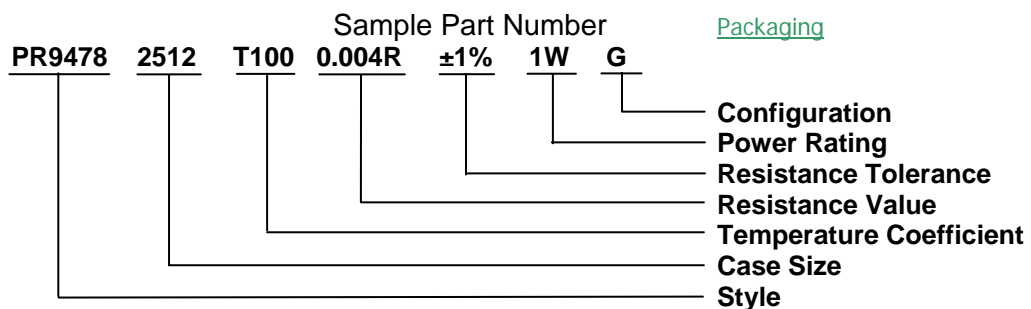 Sample Part Number Packaging
PR9478 2512 T100 0.004R ±1% 1W G
Configuration
Power Rating
Resistance Tolerance
Resistance Value
Temperature Coefficient
Case Size
Style